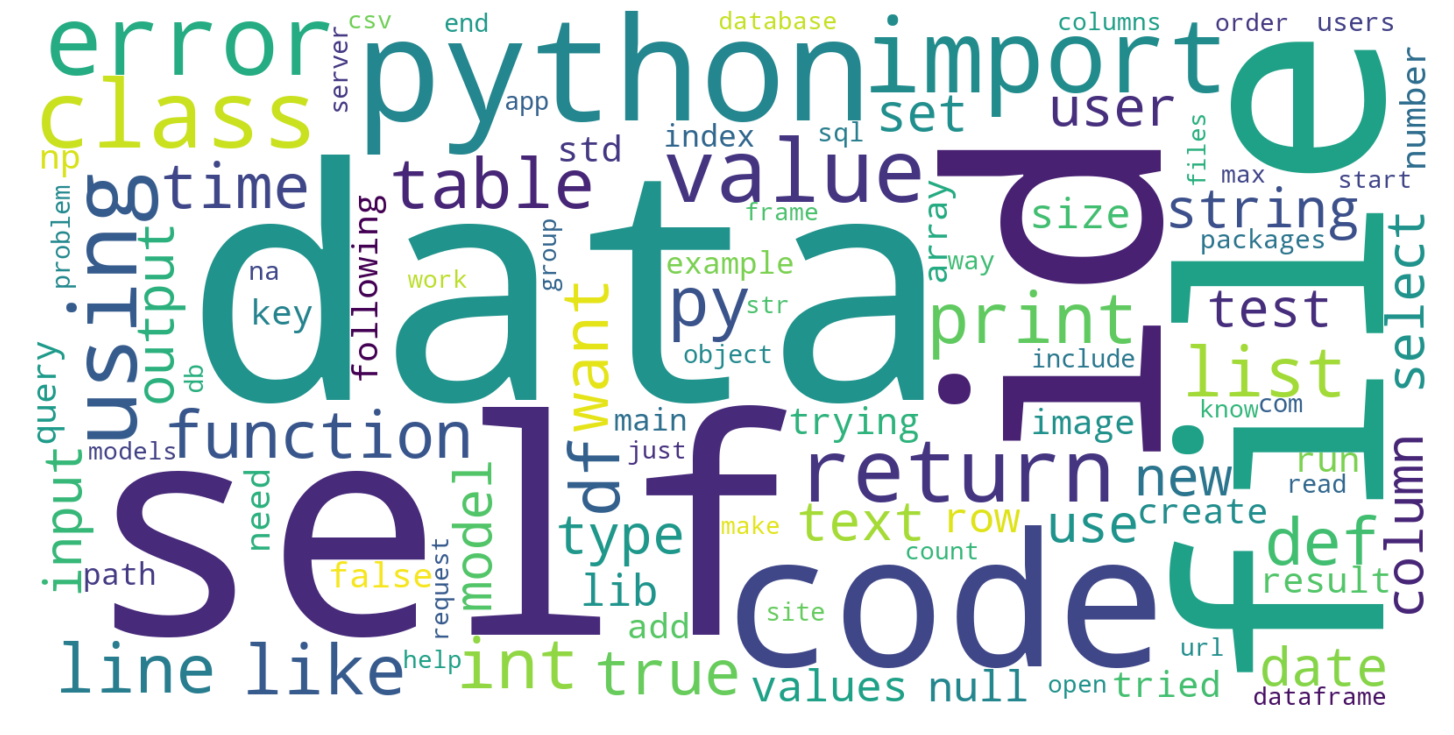 csv
end
database
columns
order
users
error
python
import
file
server
app
class
set
user
number
np
std
index
sql
value
files
max
start
time
table
data
id
problem
using
output
following
na
key
work
group
frame
example
py
str
array
way
size
string
packages
print
test
select
object
include
list
query
db
want
function
models
main
just
trying
image
know
com
self
df
return
new
run
read
column
input
need
model
type
make
text
row
use
create
def
path
false
request
lib
add
count
site
code
result
line
like
help
int
true
values
null
open
tried
url
date
dataframe